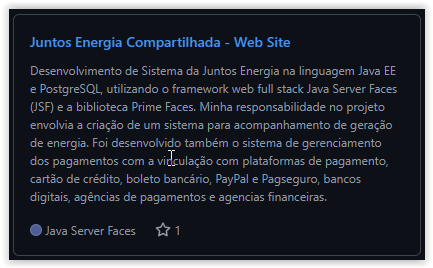 Juntos Energia Compartilhada - Web Site
Desenvolvimento de Sistema da Juntos Energia na linguagem Java EE
e PostgreSQL, utilizando o framework web full stack Java Server Faces
(JSF) e a biblioteca Prime Faces. Minha responsabilidade no projeto
envolvia a criação de um sistema para acompanhamento de geração
de energia. Foi desenvolvido também o sistema de gerenciamento
dos pagamentos com a vinculação com plataformas de pagamento,
cartão de crédito, boleto bancário, PayPal e Pagseguro, bancos
digitais, agências de pagamentos e agencias financeiras.
Java Server Faces 1